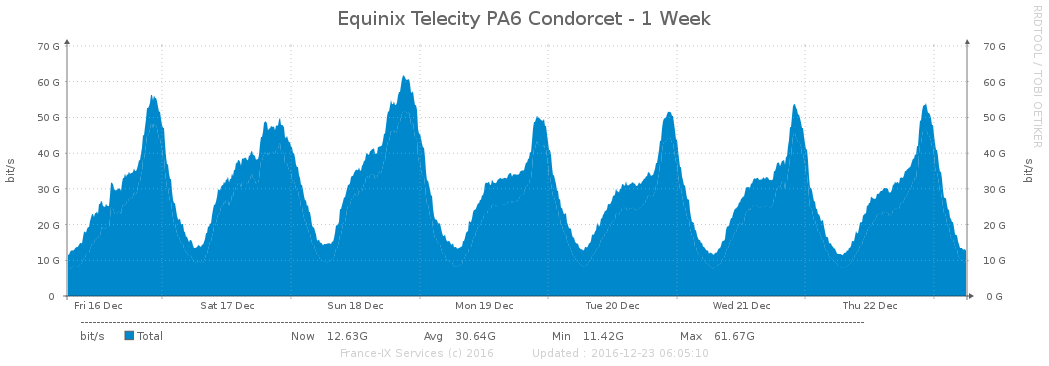 Equinix Telecity PA6 Condorcet - 1 Week
RRDTOOL / TOBI OETIKER
bit/s
70 G 70 G
60 G 60 G
50 G 50 G
40 G 40 G
30 G 30 G
20 G 20 G
10 G 10 G
0 0 G
bit/s
Fri 16 Dec Sat 17 Dec Sun 18 Dec Mon 19 Dec Tue 20 Dec Wed 21 Dec Thu 22 Dec
bit/s Total Now 12.63G Avg 30.64G Min 11.42G Max 61.67G
France-IX Services (c) 2016 Updated : 2016-12-23 06:05:10